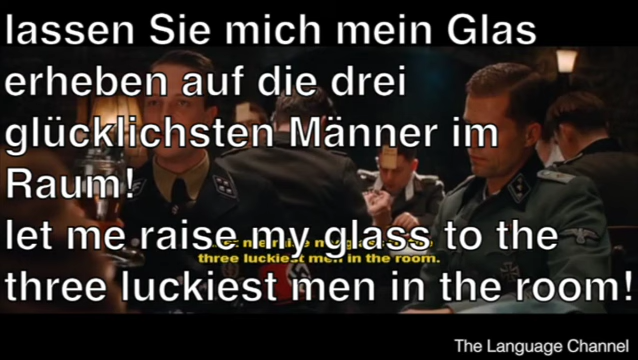 lassen Sie mich mein Glas
erheben auf die drei
glücklichsten Männer im
Raum!
let me raise my glass to the
three luckiest men in the room.
three luckiest men in the room!
The Language Channel